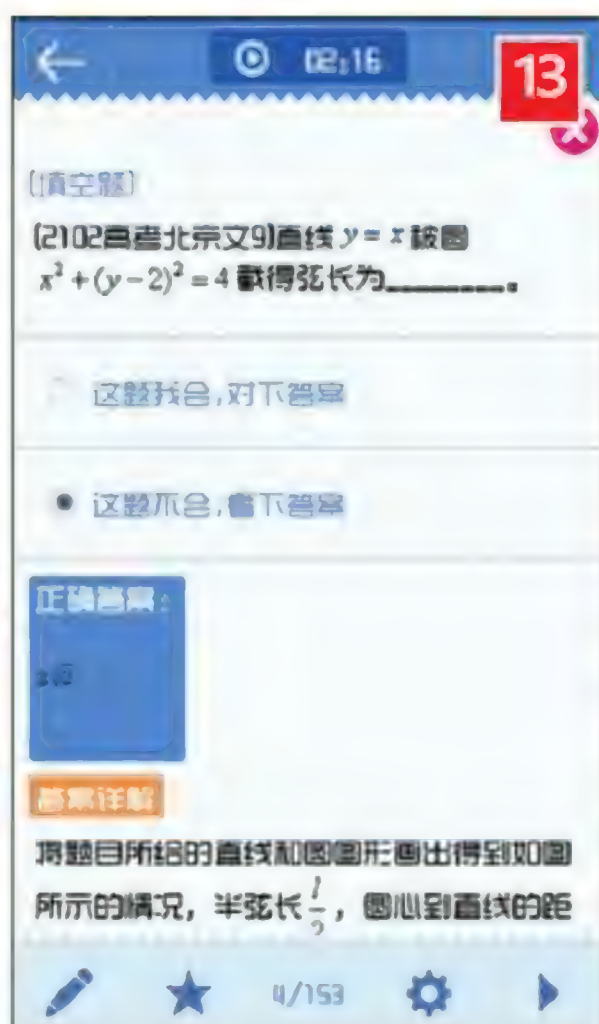 02:16
13
(填空题)
(2102高考北京文9)直线 y = x 被圆
x² + (y − 2)² = 4 截得弦长为________。
这题我会,对下答案
这题不会,看下答案
正确答案:
答案详解
将题目所给的直线和圆图形画出得到如图
所示的情况，半弦长 l/2，圆心到直线的距
4/153